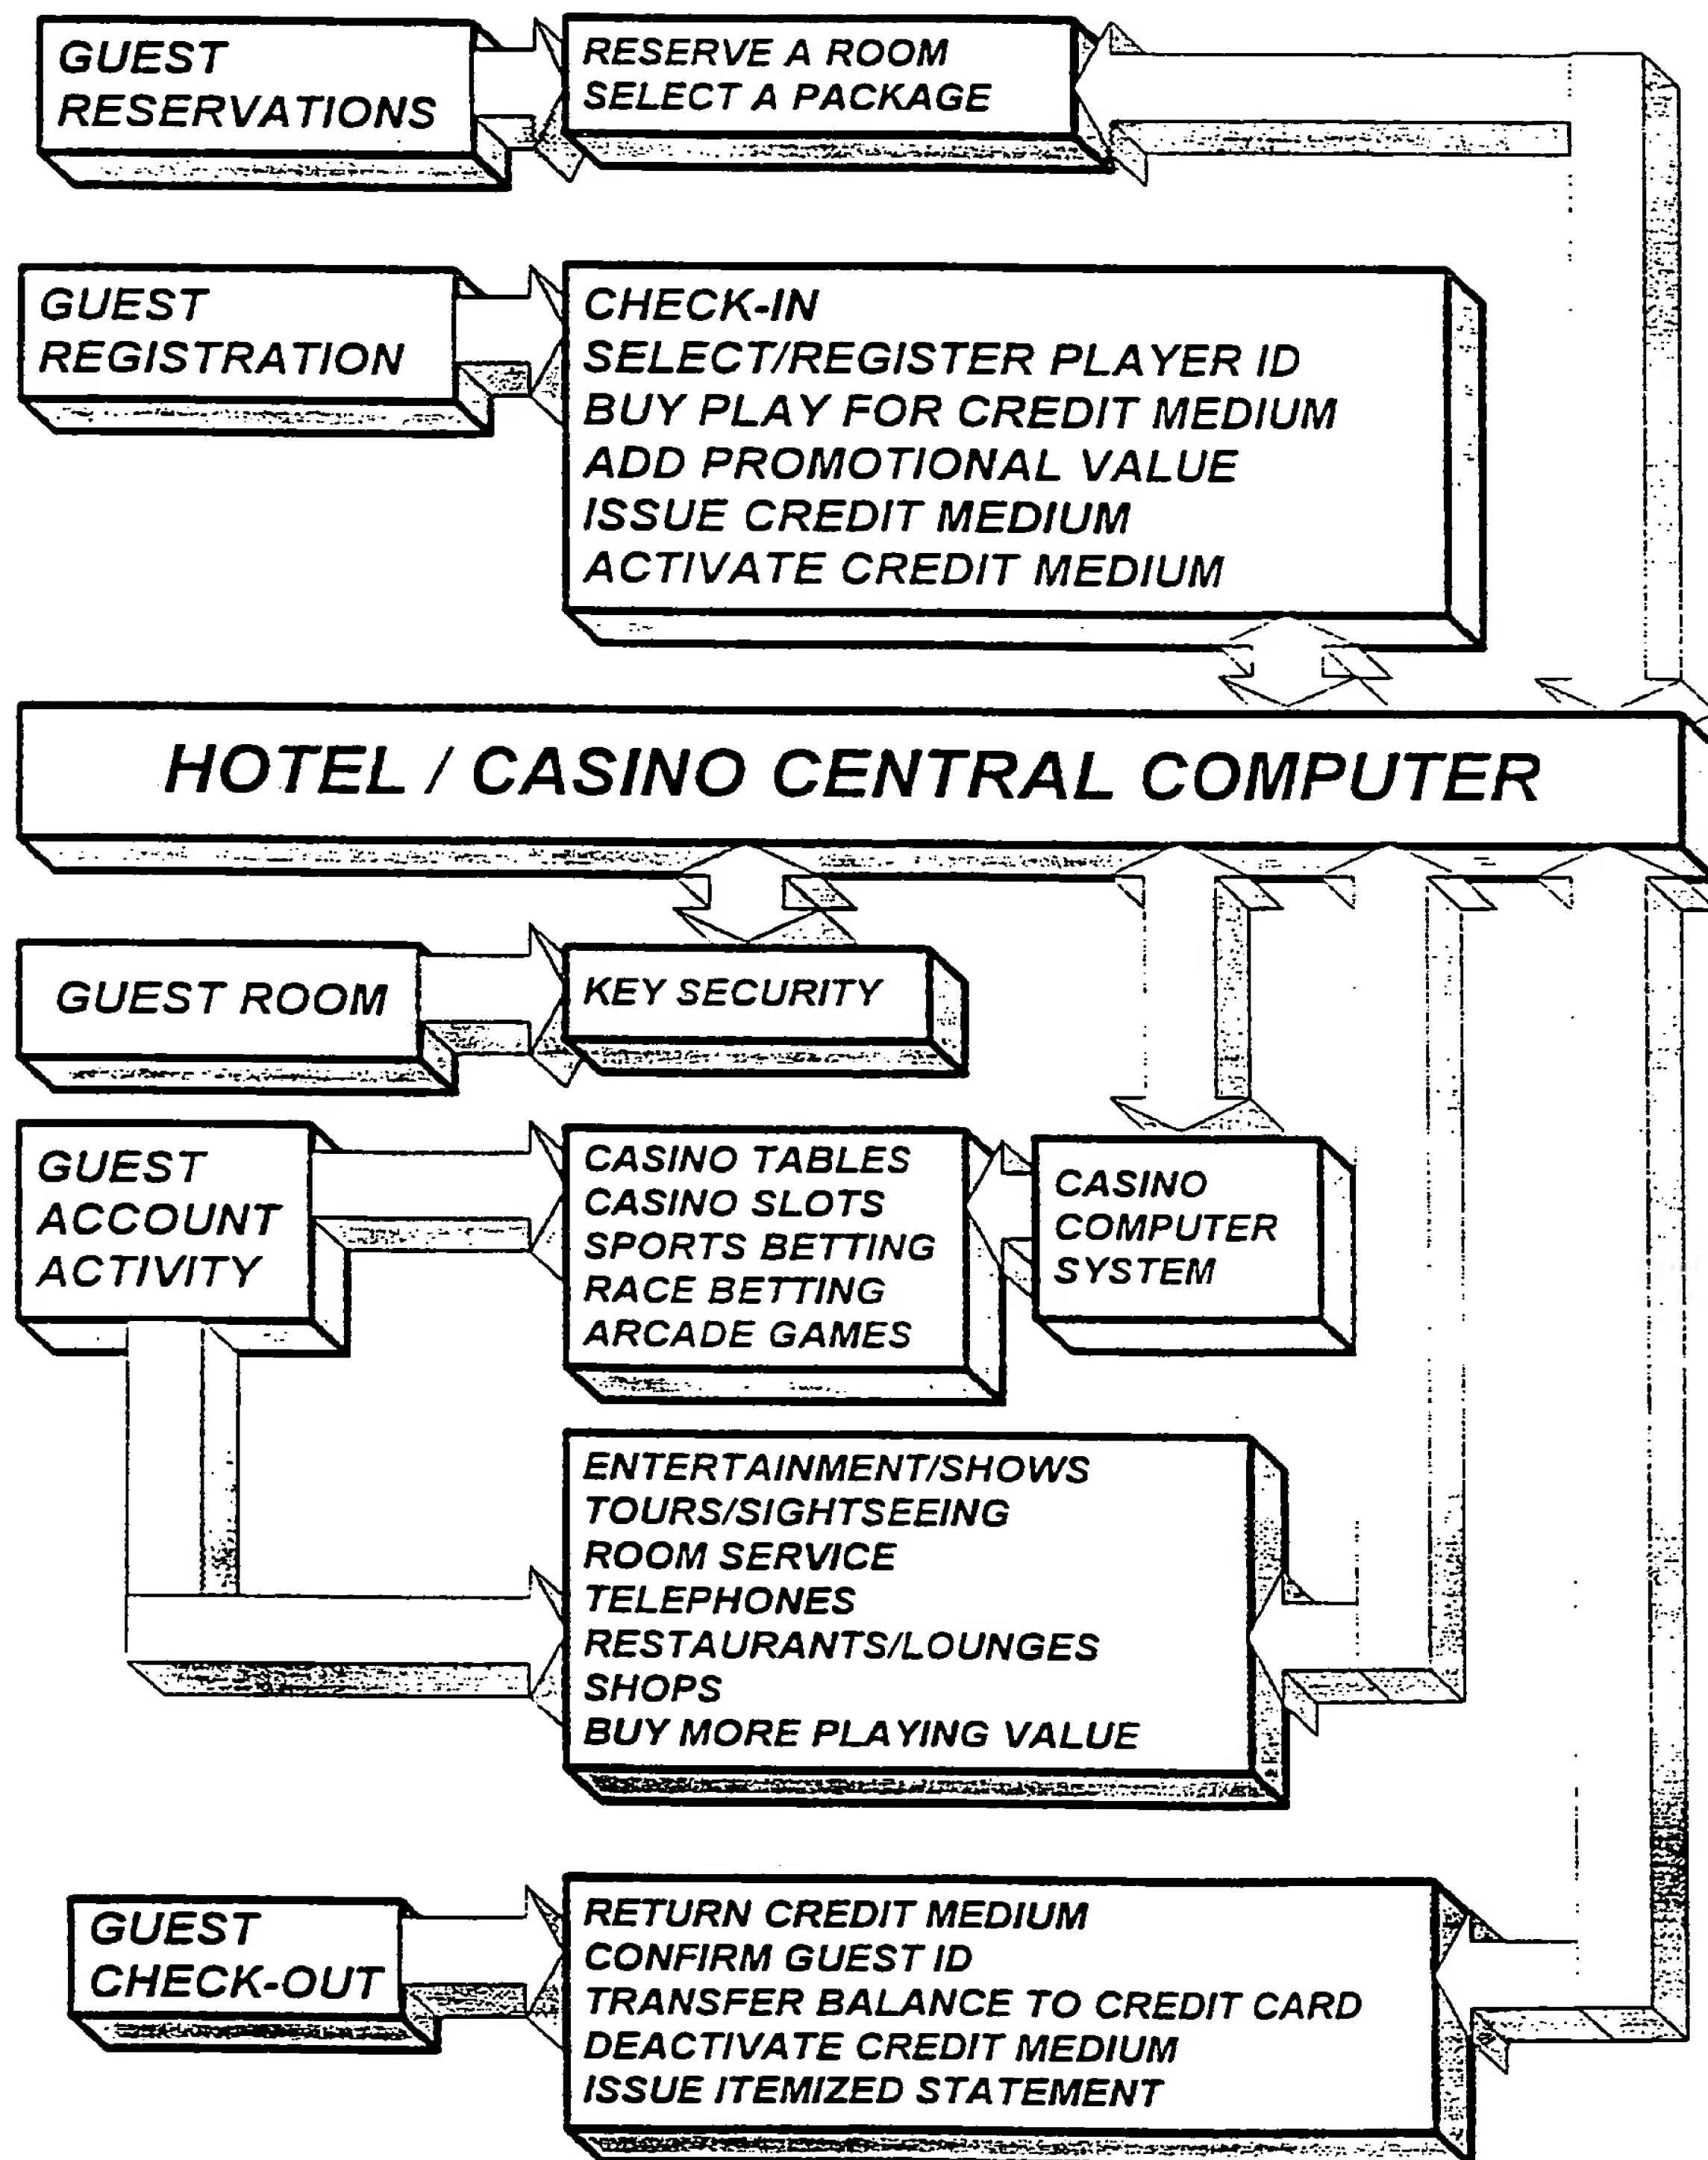 GUEST
RESERVATIONS
RESERVE A ROOM
SELECT A PACKAGE
GUEST
REGISTRATION
CHECK-IN
SELECT/REGISTER PLAYER ID
BUY PLAY FOR CREDIT MEDIUM
ADD PROMOTIONAL VALUE
ISSUE CREDIT MEDIUM
ACTIVATE CREDIT MEDIUM
HOTEL / CASINO CENTRAL COMPUTER
GUEST ROOM
KEY SECURITY
GUEST
ACCOUNT
ACTIVITY
CASINO TABLES
CASINO SLOTS
SPORTS BETTING
RACE BETTING
ARCADE GAMES
CASINO
COMPUTER
SYSTEM
ENTERTAINMENT/SHOWS
TOURS/SIGHTSEEING
ROOM SERVICE
TELEPHONES
RESTAURANTS/LOUNGES
SHOPS
BUY MORE PLAYING VALUE
GUEST
CHECK-OUT
RETURN CREDIT MEDIUM
CONFIRM GUEST ID
TRANSFER BALANCE TO CREDIT CARD
DEACTIVATE CREDIT MEDIUM
ISSUE ITEMIZED STATEMENT